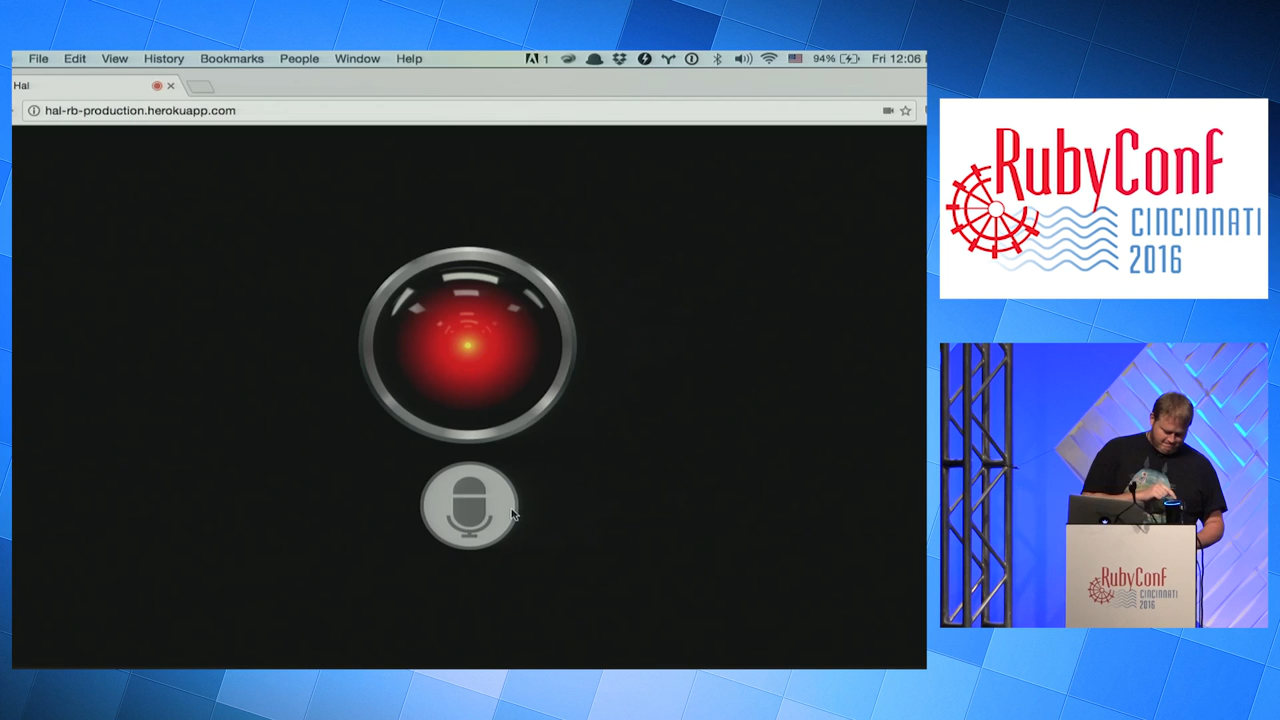 File Edit View History Bookmarks People Window Help 1 94% Fri 12:06
Hal
hal-rb-production.herokuapp.com
RubyConf
CINCINNATI
2016
RubyConf
CINCINNATI
2016